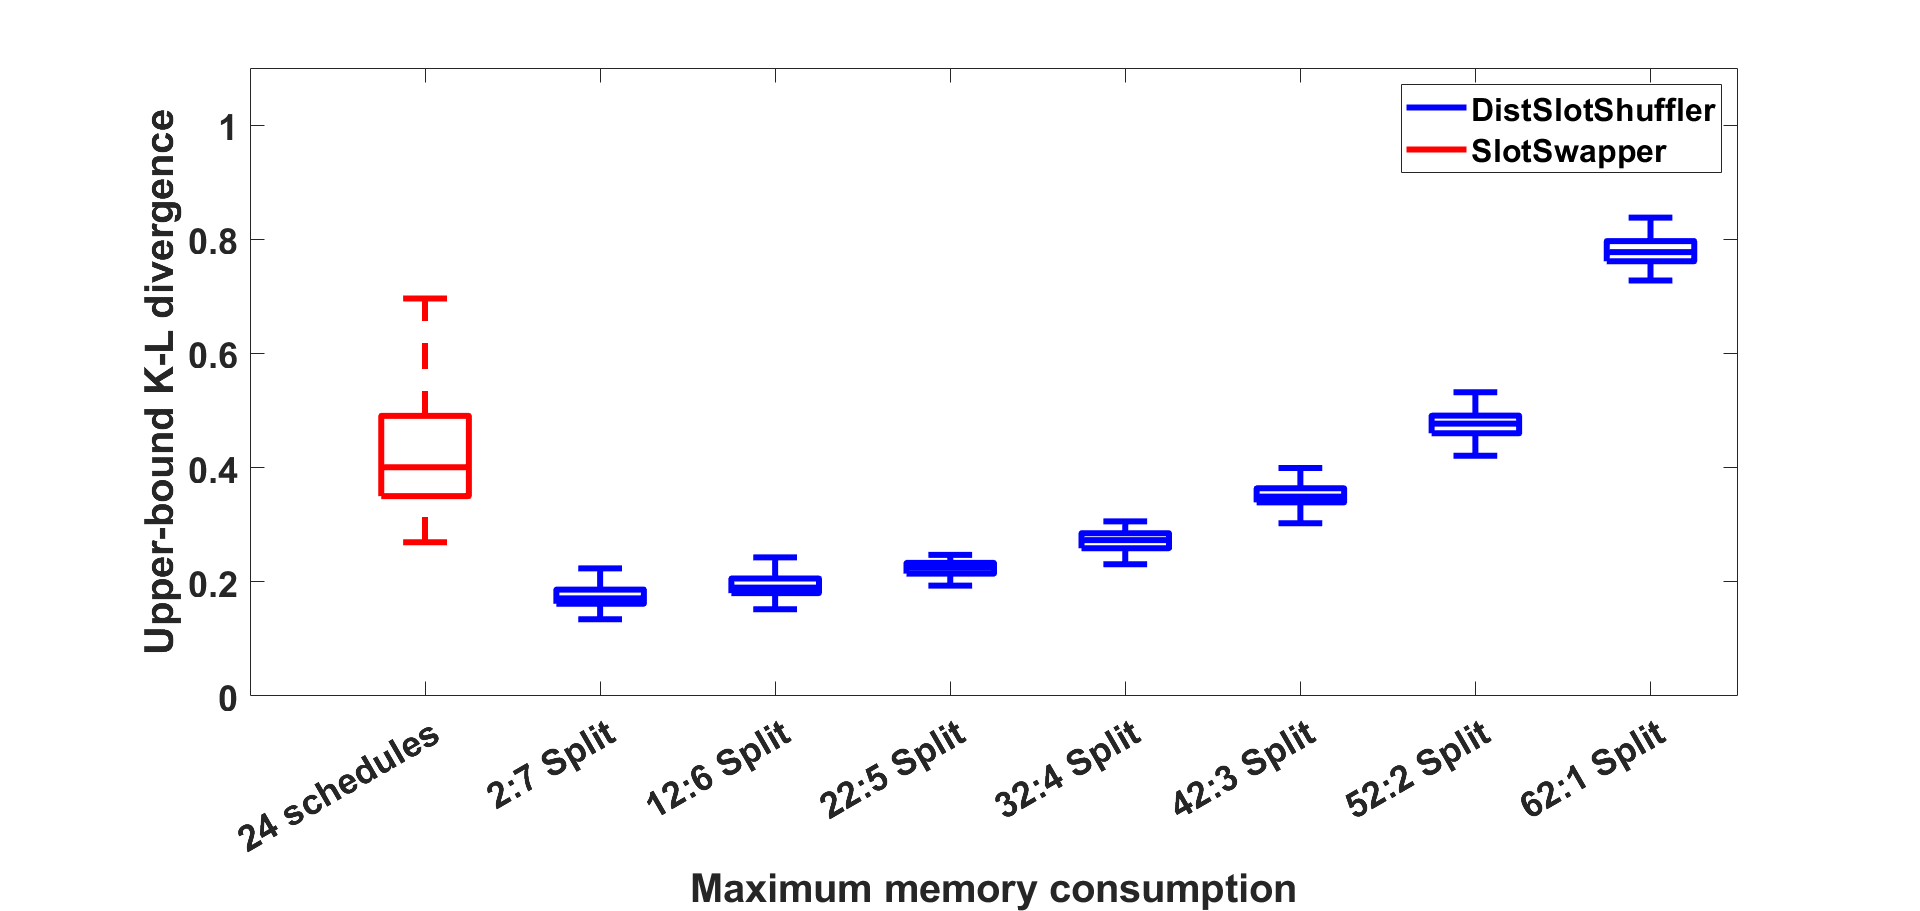 Upper-bound K-L divergence
1
0.8
0.6
0.4
0.2
0
DistSlotShuffler
SlotSwapper
24 schedules
2:7 Split
12:6 Split
22:5 Split
32:4 Split
42:3 Split
52:2 Split
62:1 Split
Maximum memory consumption